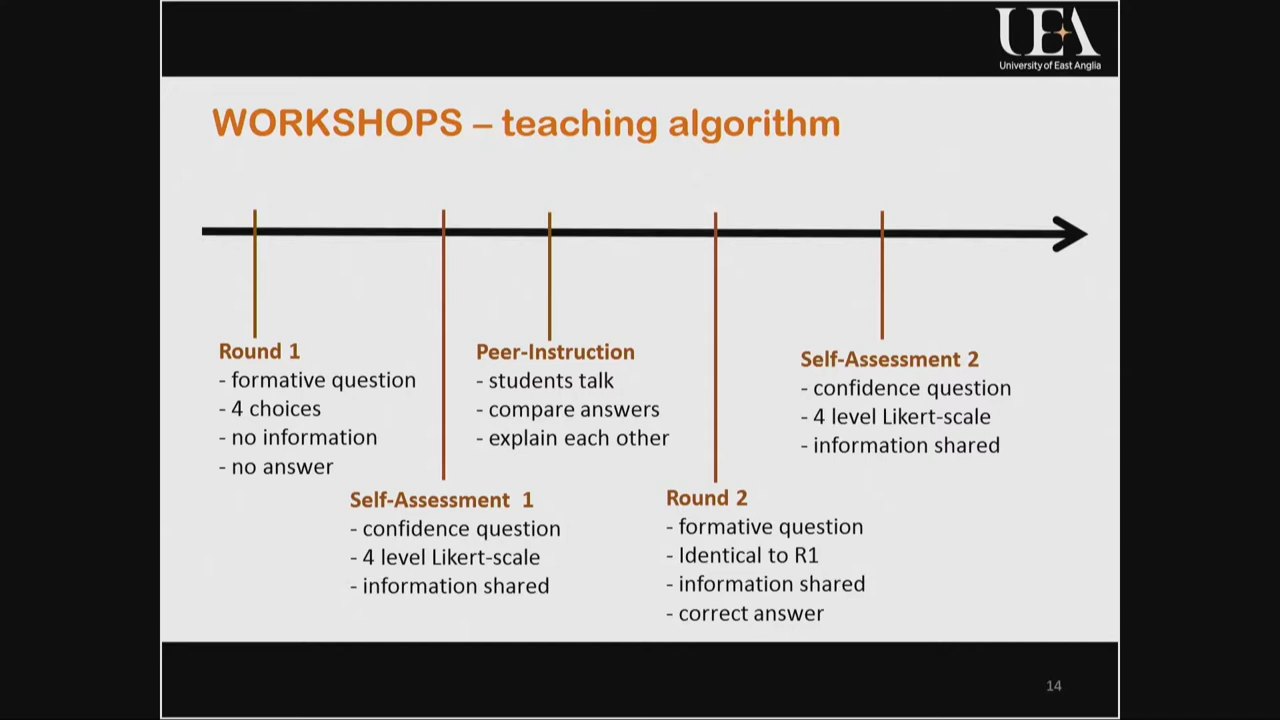 UEA
University of East Anglia
WORKSHOPS – teaching algorithm
Round 1
- formative question
- 4 choices
- no information
- no answer
Self-Assessment 1
- confidence question
- 4 level Likert-scale
- information shared
Peer-Instruction
- students talk
- compare answers
- explain each other
Round 2
- formative question
- Identical to R1
- information shared
- correct answer
Self-Assessment 2
- confidence question
- 4 level Likert-scale
- information shared
14